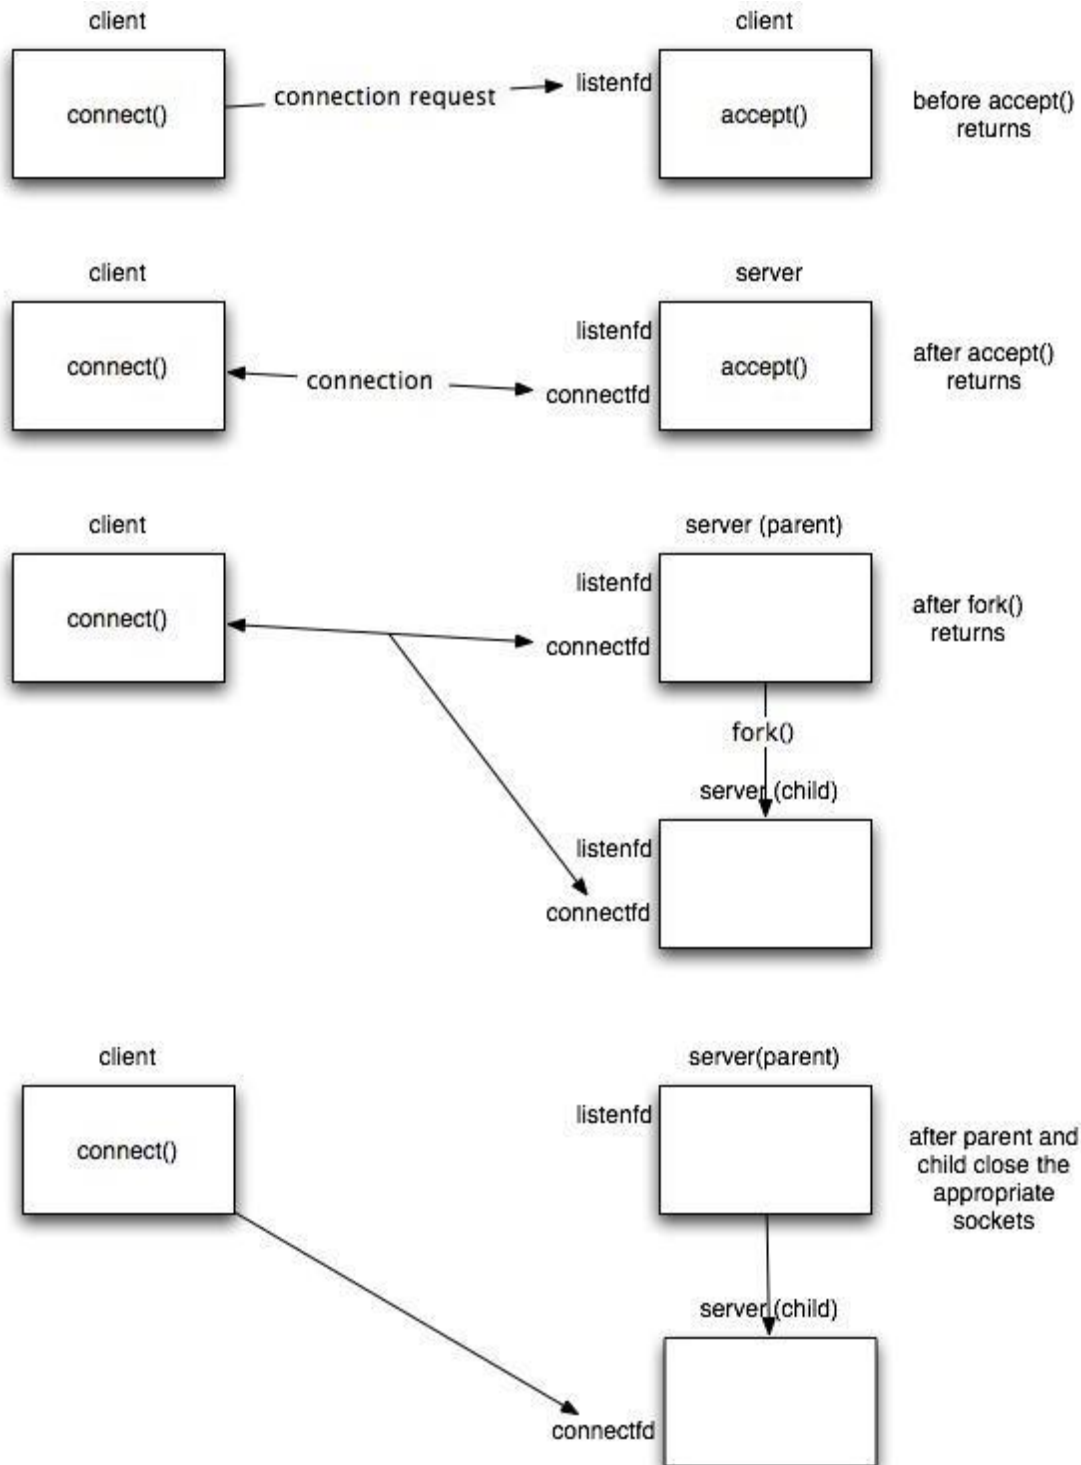 client
client
connect()
connection request
listenfd
accept()
before accept()
returns
client
server
connect()
connection
listenfd
connectfd
accept()
after accept()
returns
client
server (parent)
connect()
listenfd
connectfd
after fork()
returns
fork()
server (child)
listenfd
connectfd
client
server(parent)
connect()
listenfd
after parent and
child close the
appropriate
sockets
server (child)
connectfd